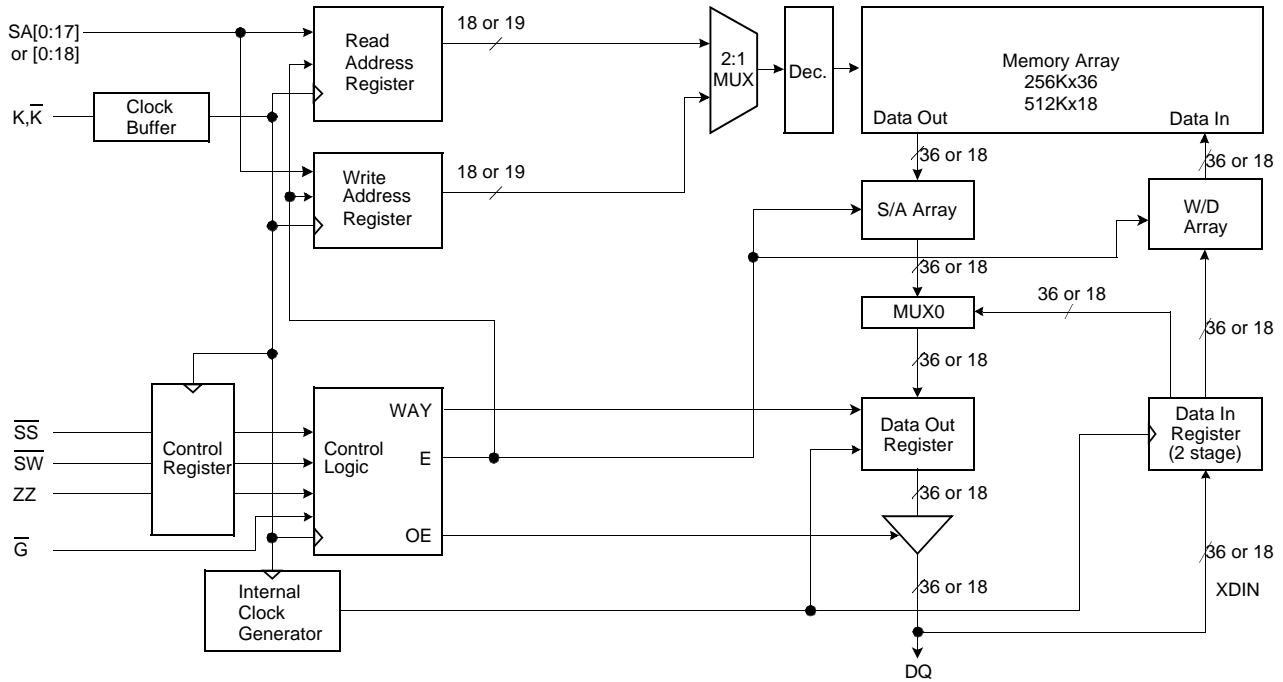 SA[0:17]
or [0:18]
Read
Address
Register
18 or 19
2:1
MUX
Dec.
Memory Array
256Kx36
512Kx18
Data Out
Data In
K,K̅
Clock
Buffer
36 or 18
36 or 18
Write
Address
Register
18 or 19
S/A Array
W/D
Array
36 or 18
36 or 18
MUX0
36 or 18
36 or 18
S̅S̅
S̅W̅
ZZ
G̅
Control
Register
Control
Logic
WAY
E
OE
Data Out
Register
Data In
Register
(2 stage)
36 or 18
36 or 18
XDIN
Internal
Clock
Generator
36 or 18
DQ